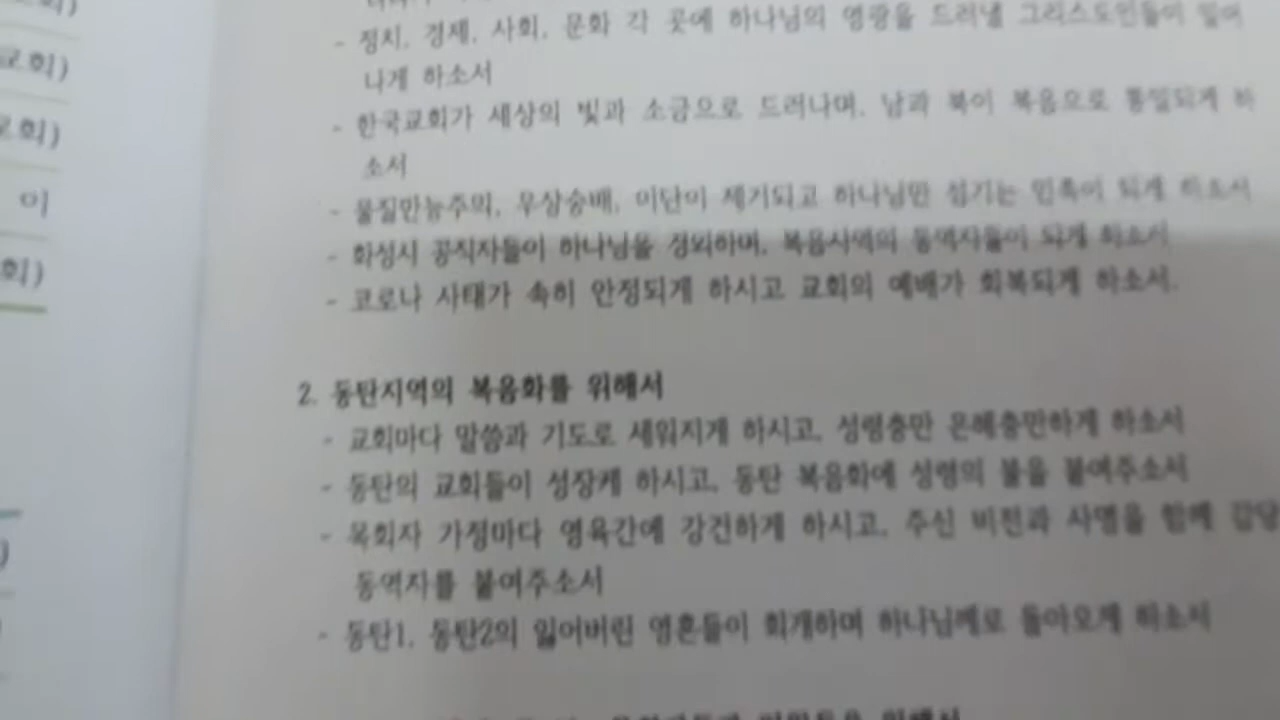 교회)
- 정치, 경제, 사회, 문화 각 곳에 하나님의 영광을 드러낼 그리스도인들이 일어
나게 하소서
- 한국교회가 세상의 빛과 소금으로 드러나며, 남과 북이 복음으로 통일되게 하
소서
이
- 물질만능주의, 우상숭배, 이단이 제거되고 하나님만 섬기는 민족이 되게 하소서
- 화성시 공직자들이 하나님을 경외하며, 복음사역의 동역자들이 되게 하소서
회)
- 코로나 사태가 속히 안정되게 하시고 교회의 예배가 회복되게 하소서.
2. 동탄지역의 복음화를 위해서
- 교회마다 말씀과 기도로 세워지게 하시고, 성령충만 은혜충만하게 하소서
- 동탄의 교회들이 성장케 하시고, 동탄 복음화에 성령의 불을 붙여주소서
- 목회자 가정마다 영육간에 강건하게 하시고, 주신 비전과 사명을 함께 감당
동역자를 붙여주소서
- 동탄1, 동탄2의 잃어버린 영혼들이 회개하며 하나님께로 돌아오게 하소서